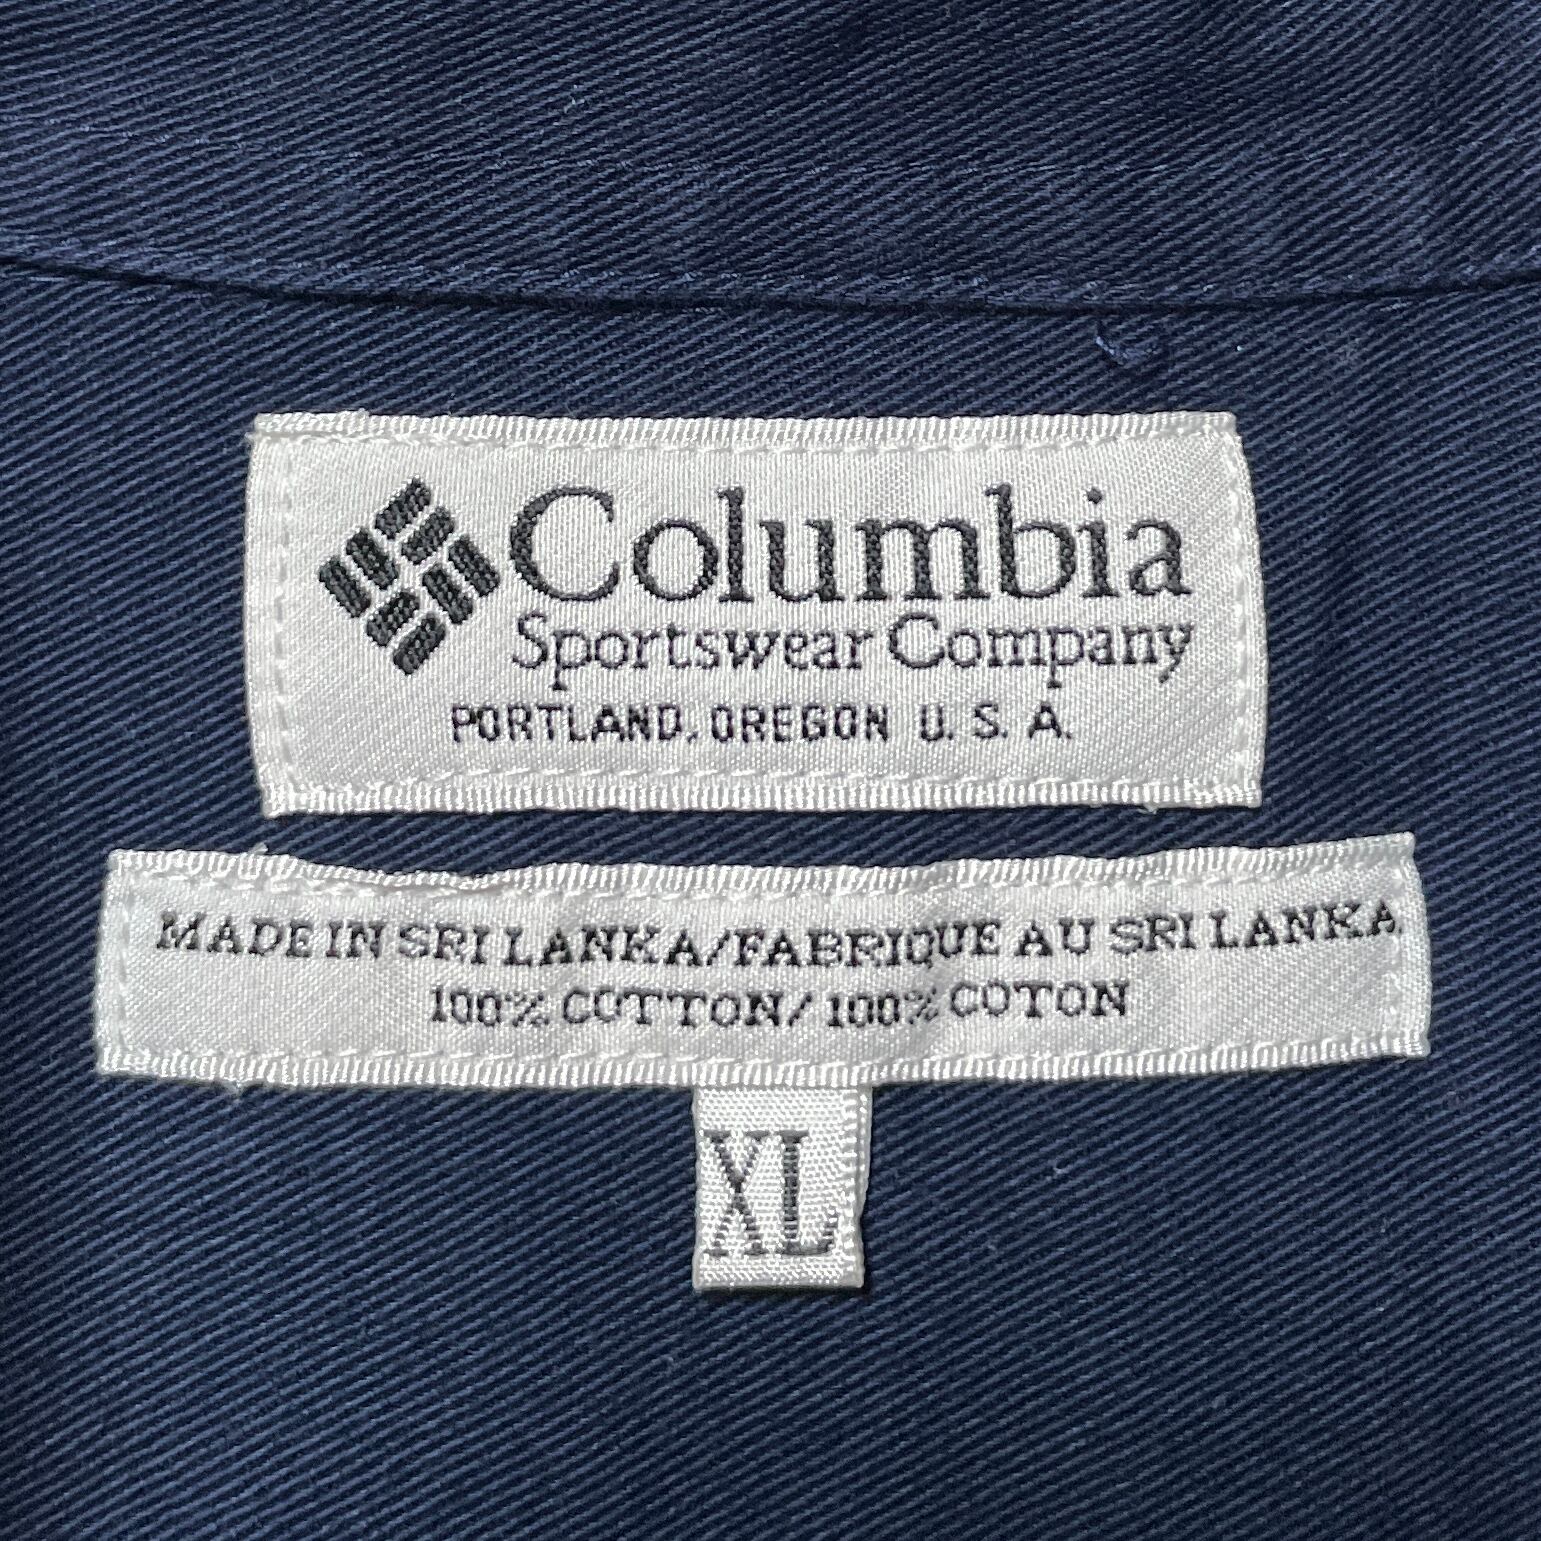 Columbia
Sportswear Company
PORTLAND, OREGON U. S. A.
MADE IN SRI LANKA/FABRIQUE AU SRI LANKA
100% COTTON/100% COTON
XL